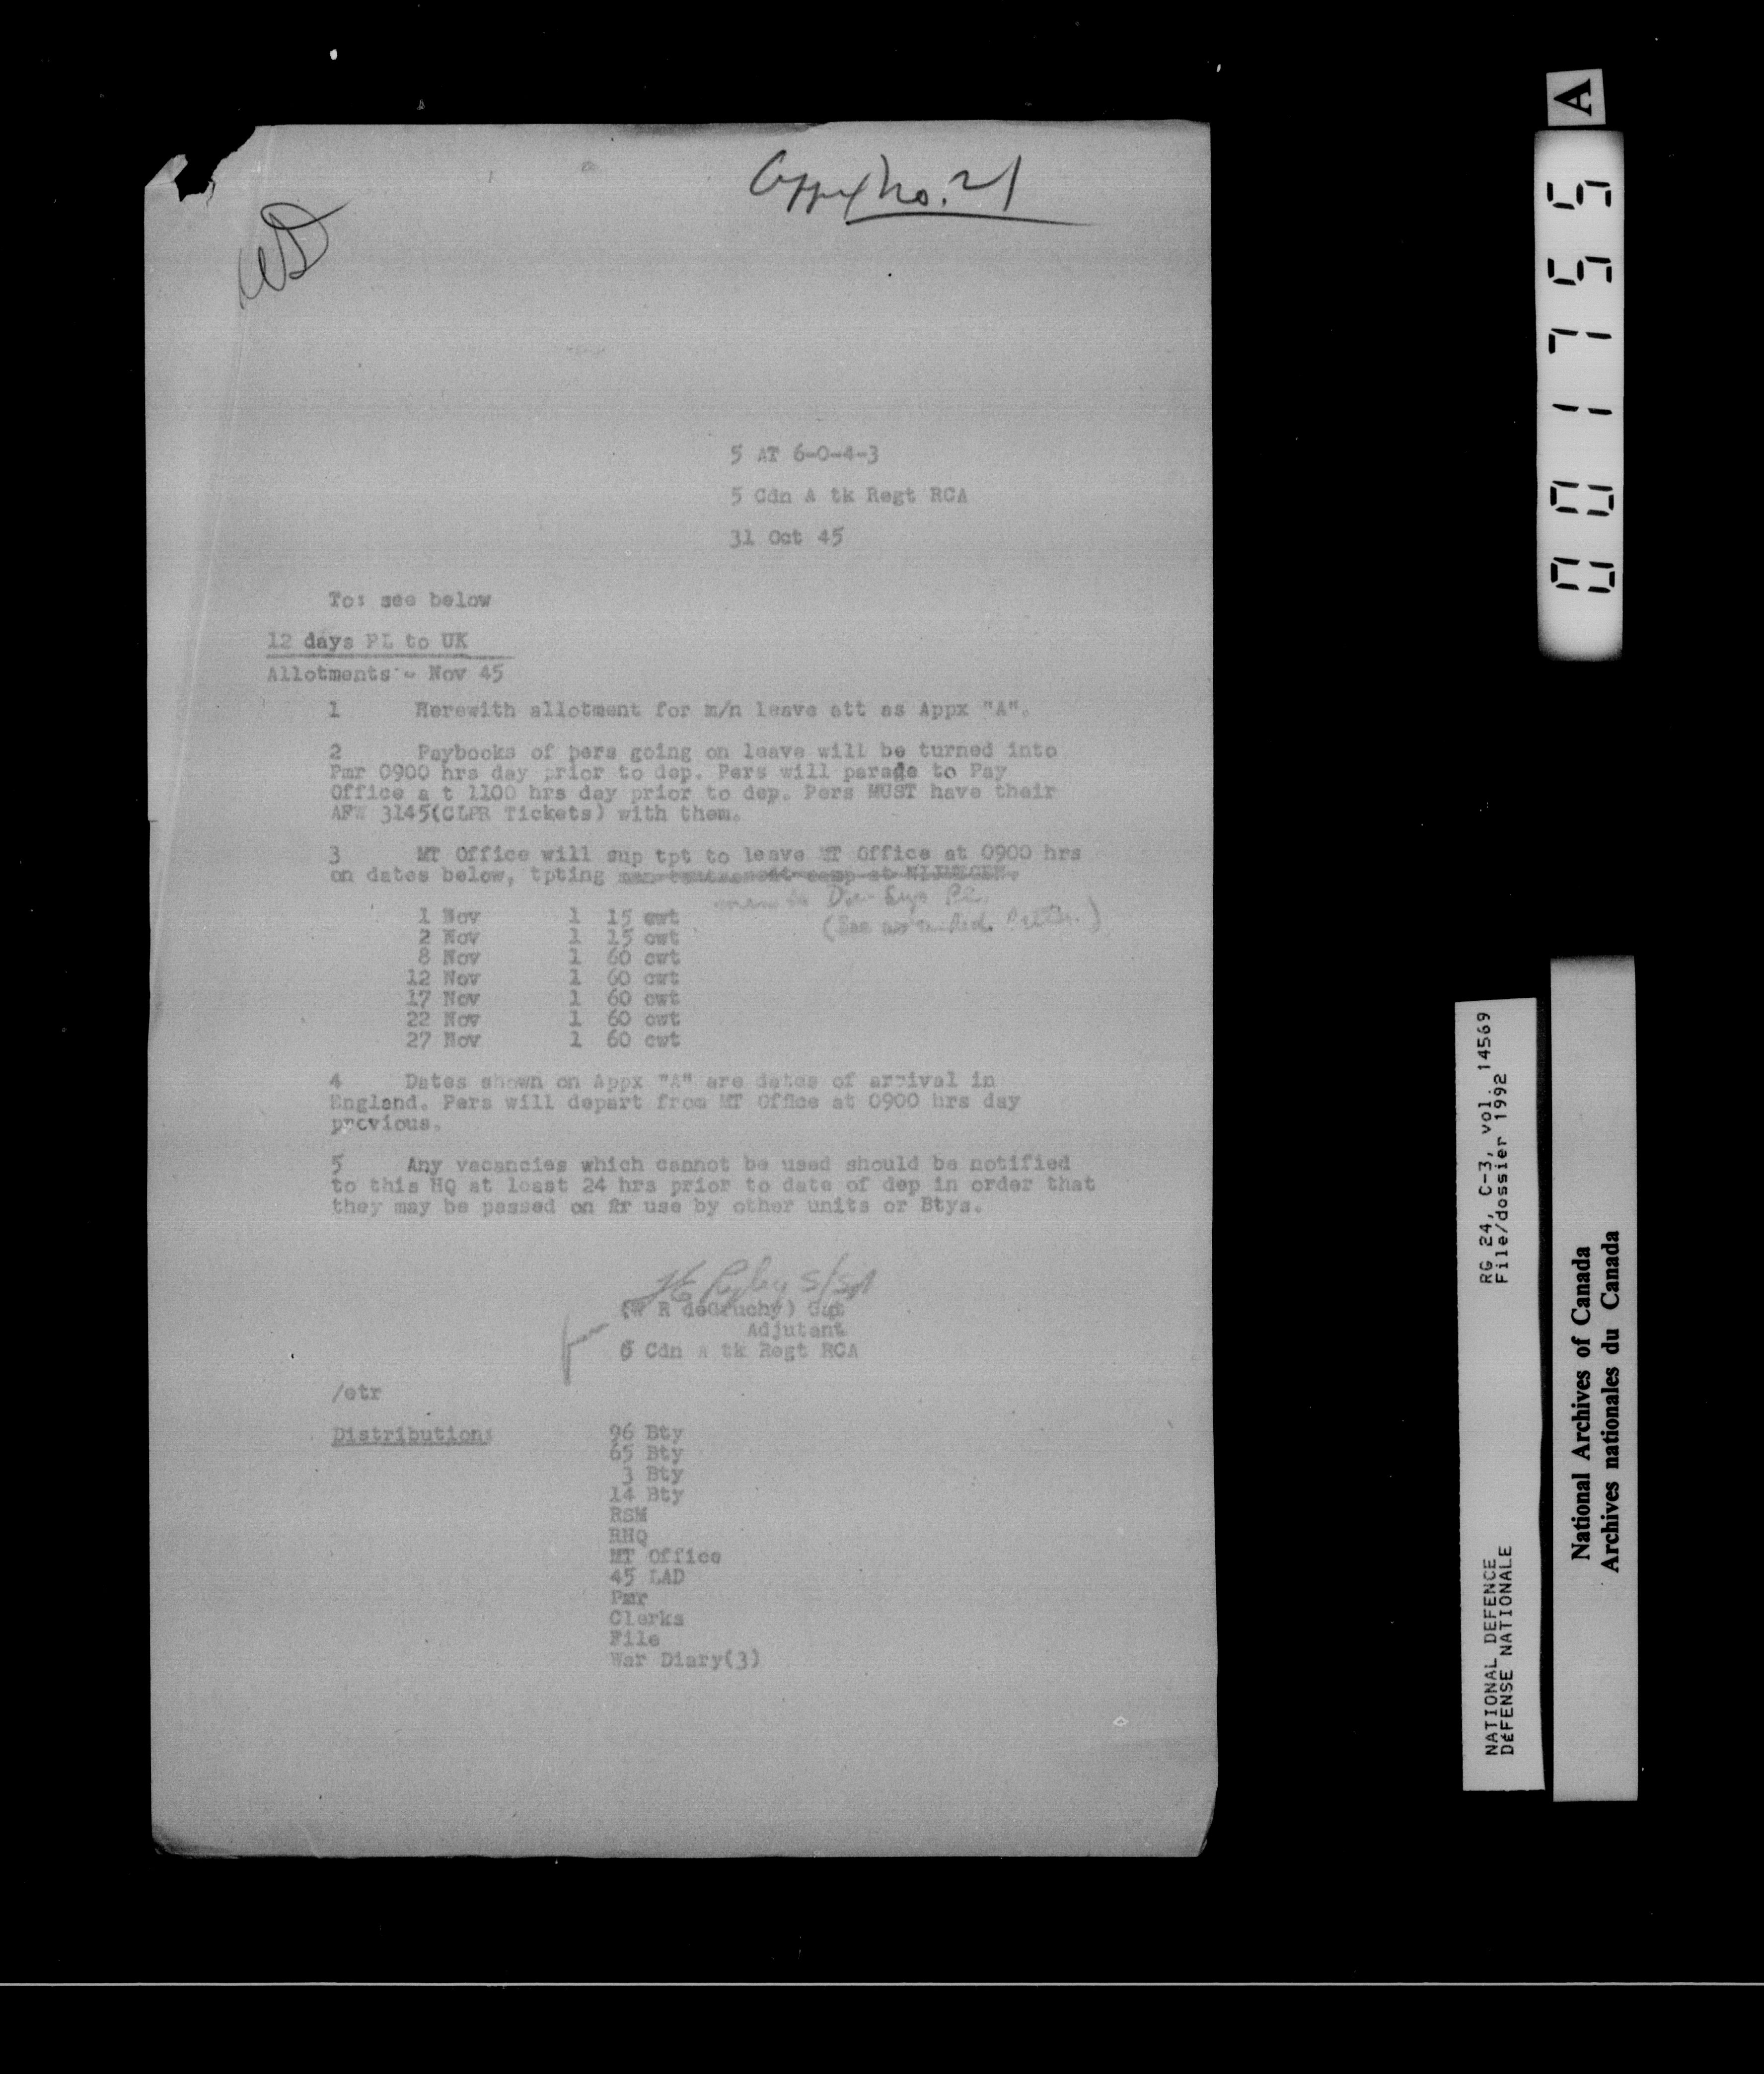 WD
Appx No. 21
5 AT 6-0-4-3
5 Cdn A tk Regt RCA
31 Oct 45
To: see below
12 days PL to UK
Allotments - Nov 45
1 Herewith allotment for m/n leave att as Appx "A".
2 Paybooks of pers going on leave will be turned into
Pmr 0900 hrs day prior to dep. Pers will parade to Pay
Office a t 1100 hrs day prior to dep. Pers MUST have their
AFW 3145(CLPR Tickets) with them.
3 MT Office will sup tpt to leave MT Office at 0900 hrs
on dates below, tpting at NIJMEGEN.
(See amended letter.)
1 Nov 1 15 cwt
2 Nov 1 15 cwt
8 Nov 1 60 cwt
12 Nov 1 60 cwt
17 Nov 1 60 cwt
22 Nov 1 60 cwt
27 Nov 1 60 cwt
4 Dates shown on Appx "A" are dates of arrival in
England. Pers will depart from MT Office at 0900 hrs day
previous.
5 Any vacancies which cannot be used should be notified
to this HQ at least 24 hrs prior to date of dep in order that
they may be passed on for use by other units or Btys.
S/Sgt
(W R deGruchy) Capt
Adjutant
5 Cdn A tk Regt RCA
/etr
Distribution:
96 Bty
65 Bty
3 Bty
14 Bty
RSM
RHQ
MT Office
45 LAD
Pmr
Clerks
File
War Diary(3)
A
001755
RG 24, C-3, vol. 14569
File/dossier 1992
NATIONAL DEFENCE
DÉFENSE NATIONALE
National Archives of Canada
Archives nationales du Canada